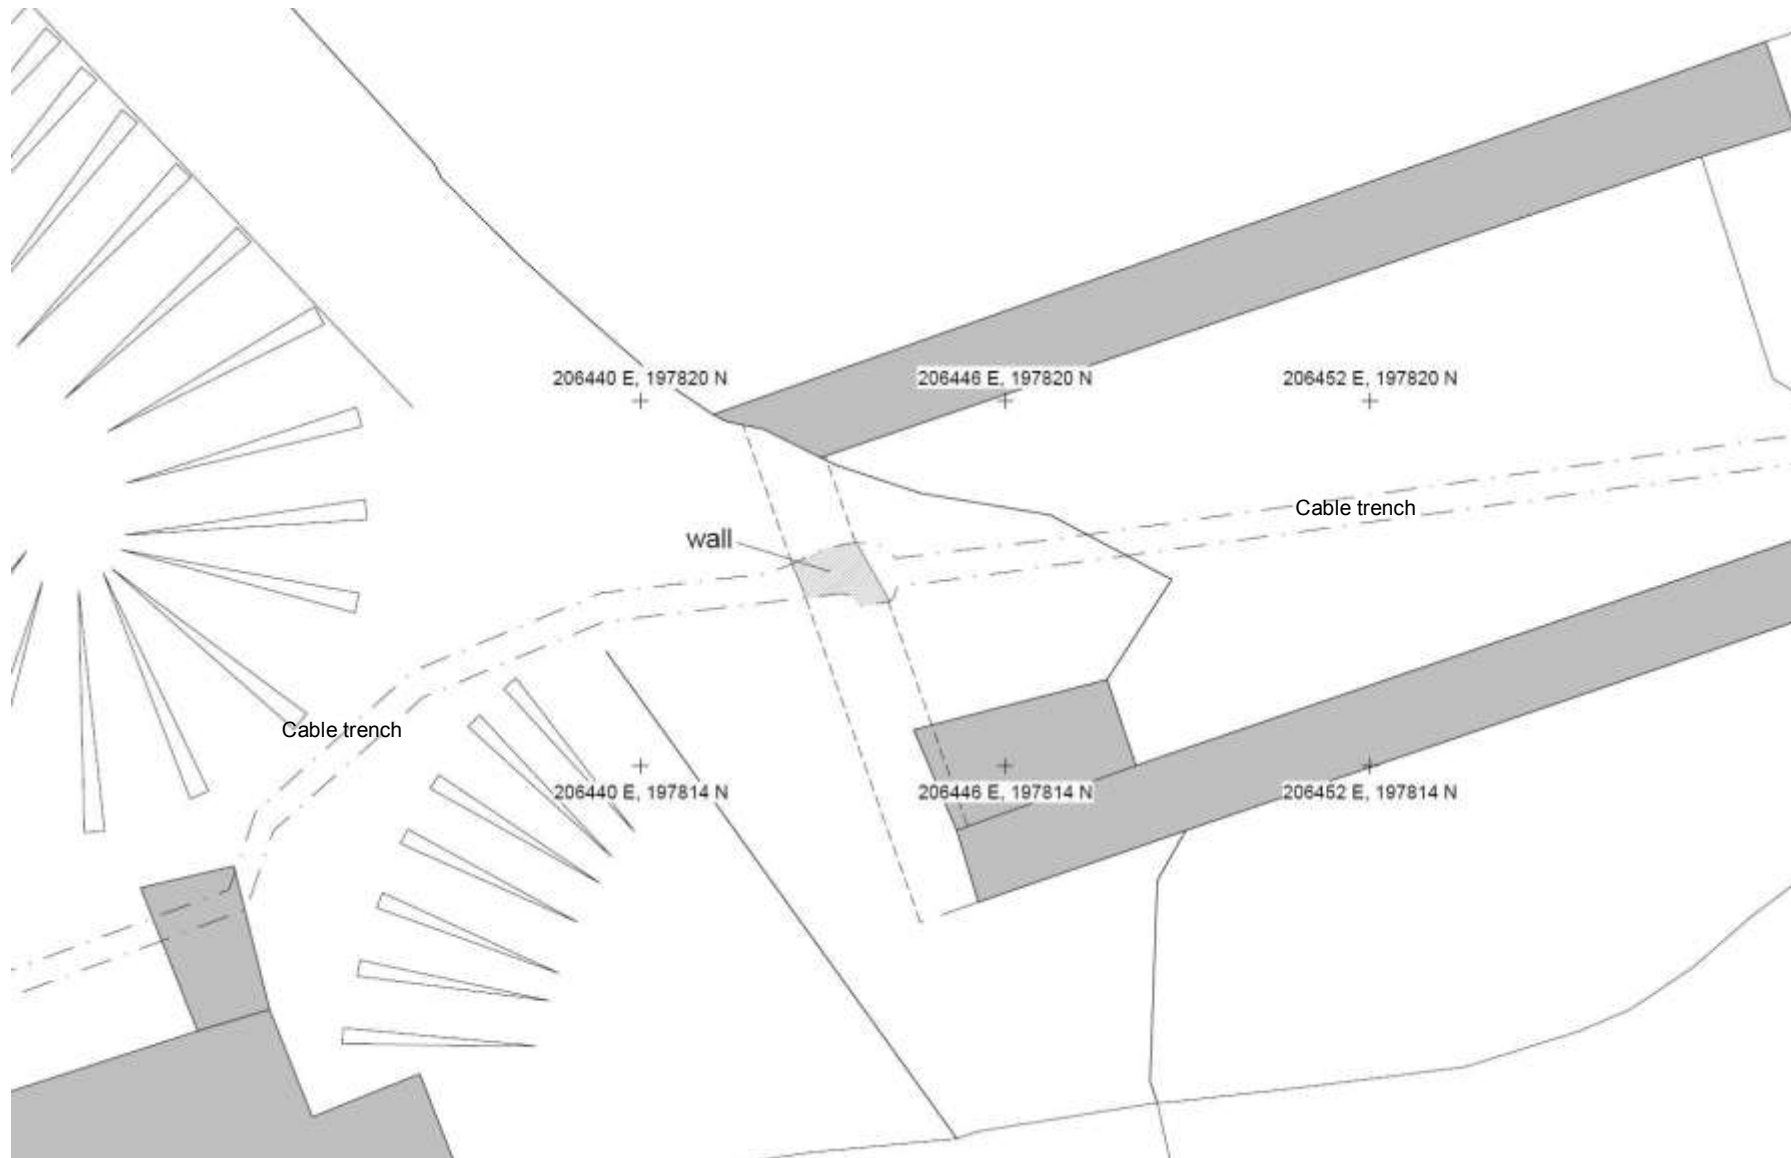 206440 E, 197820 N
206446 E, 197820 N
206452 E, 197820 N
Cable trench
wall
Cable trench
206440 E, 197814 N
206446 E, 197814 N
206452 E, 197814 N